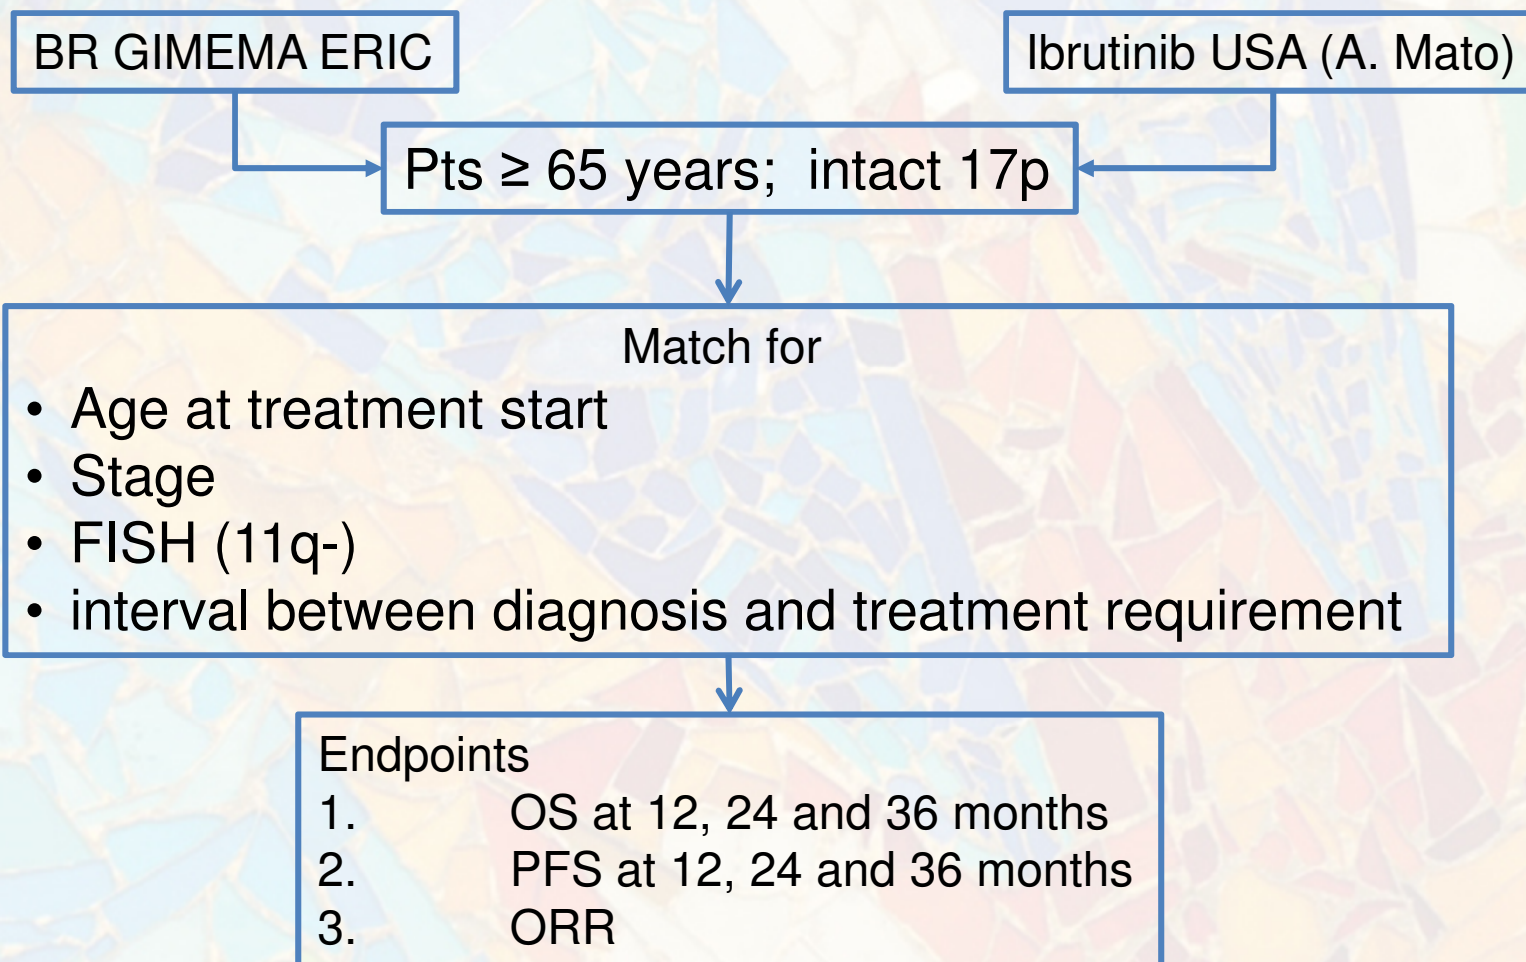 BR GIMEMA ERIC
Ibrutinib USA (A. Mato)
Pts ≥ 65 years; intact 17p
Match for
• Age at treatment start
• Stage
• FISH (11q-)
• interval between diagnosis and treatment requirement
Endpoints
1. OS at 12, 24 and 36 months
2. PFS at 12, 24 and 36 months
3. ORR